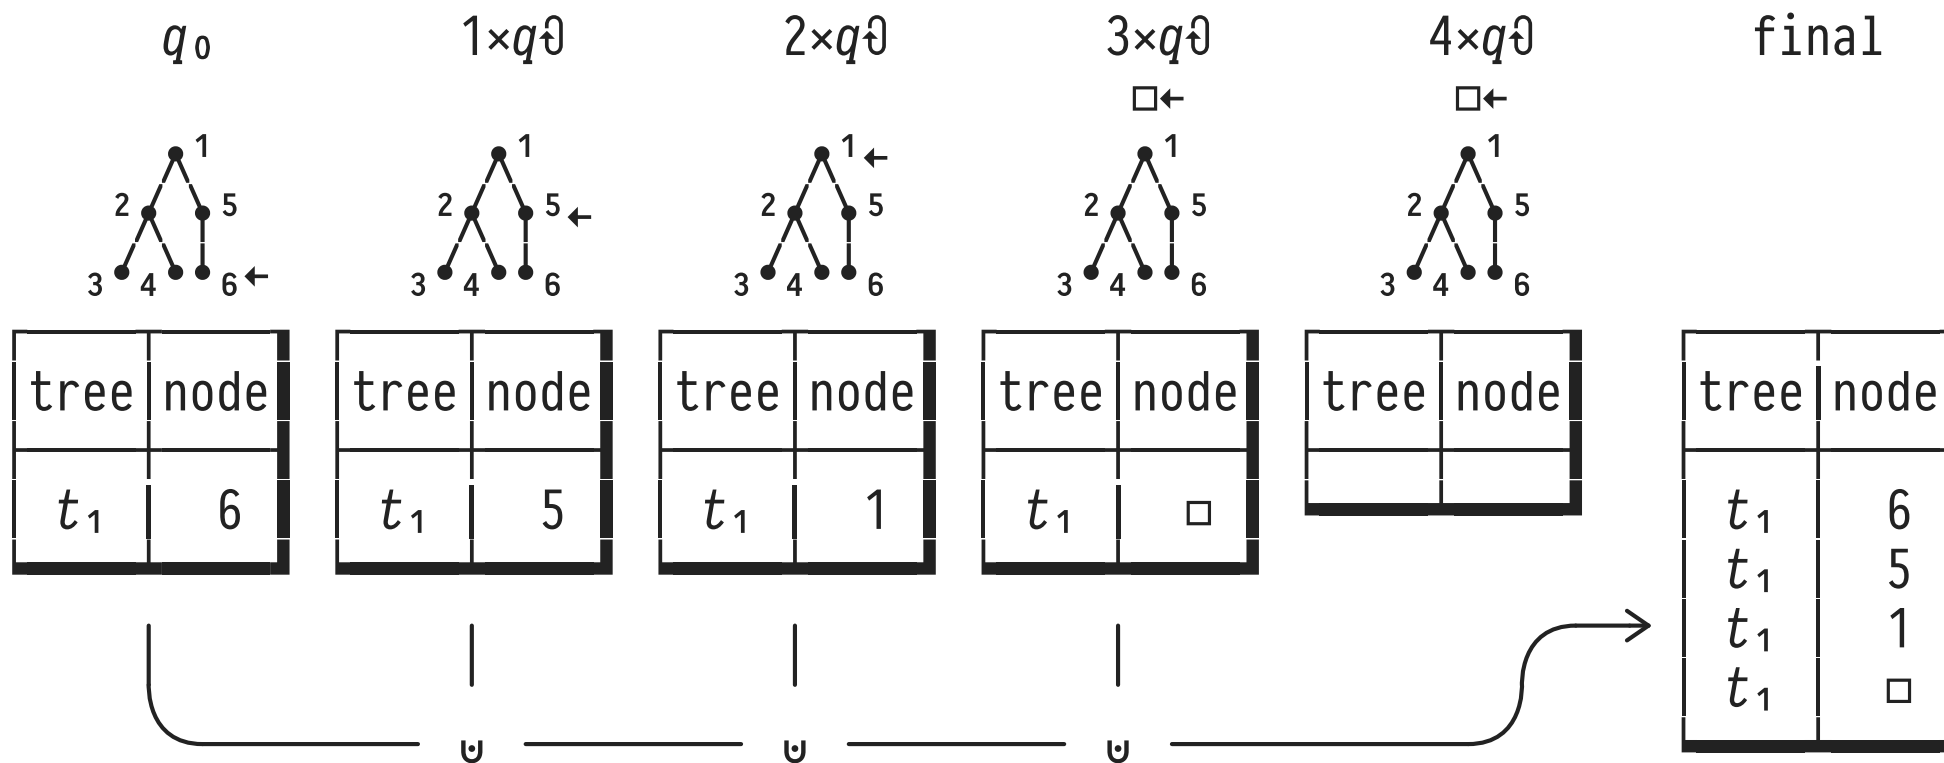 q₀ 1×q↺ 2×q↺ 3×q↺ 4×q↺ final
□← □←
1 1 1← 1 1
2 5 2 5← 2 5 2 5 2 5
3 4 6← 3 4 6 3 4 6 3 4 6 3 4 6
tree node tree node tree node tree node tree node tree node
t₁ 6 t₁ 5 t₁ 1 t₁ □ t₁ 6
t₁ 5
t₁ 1
t₁ □
⊍ ⊍ ⊍